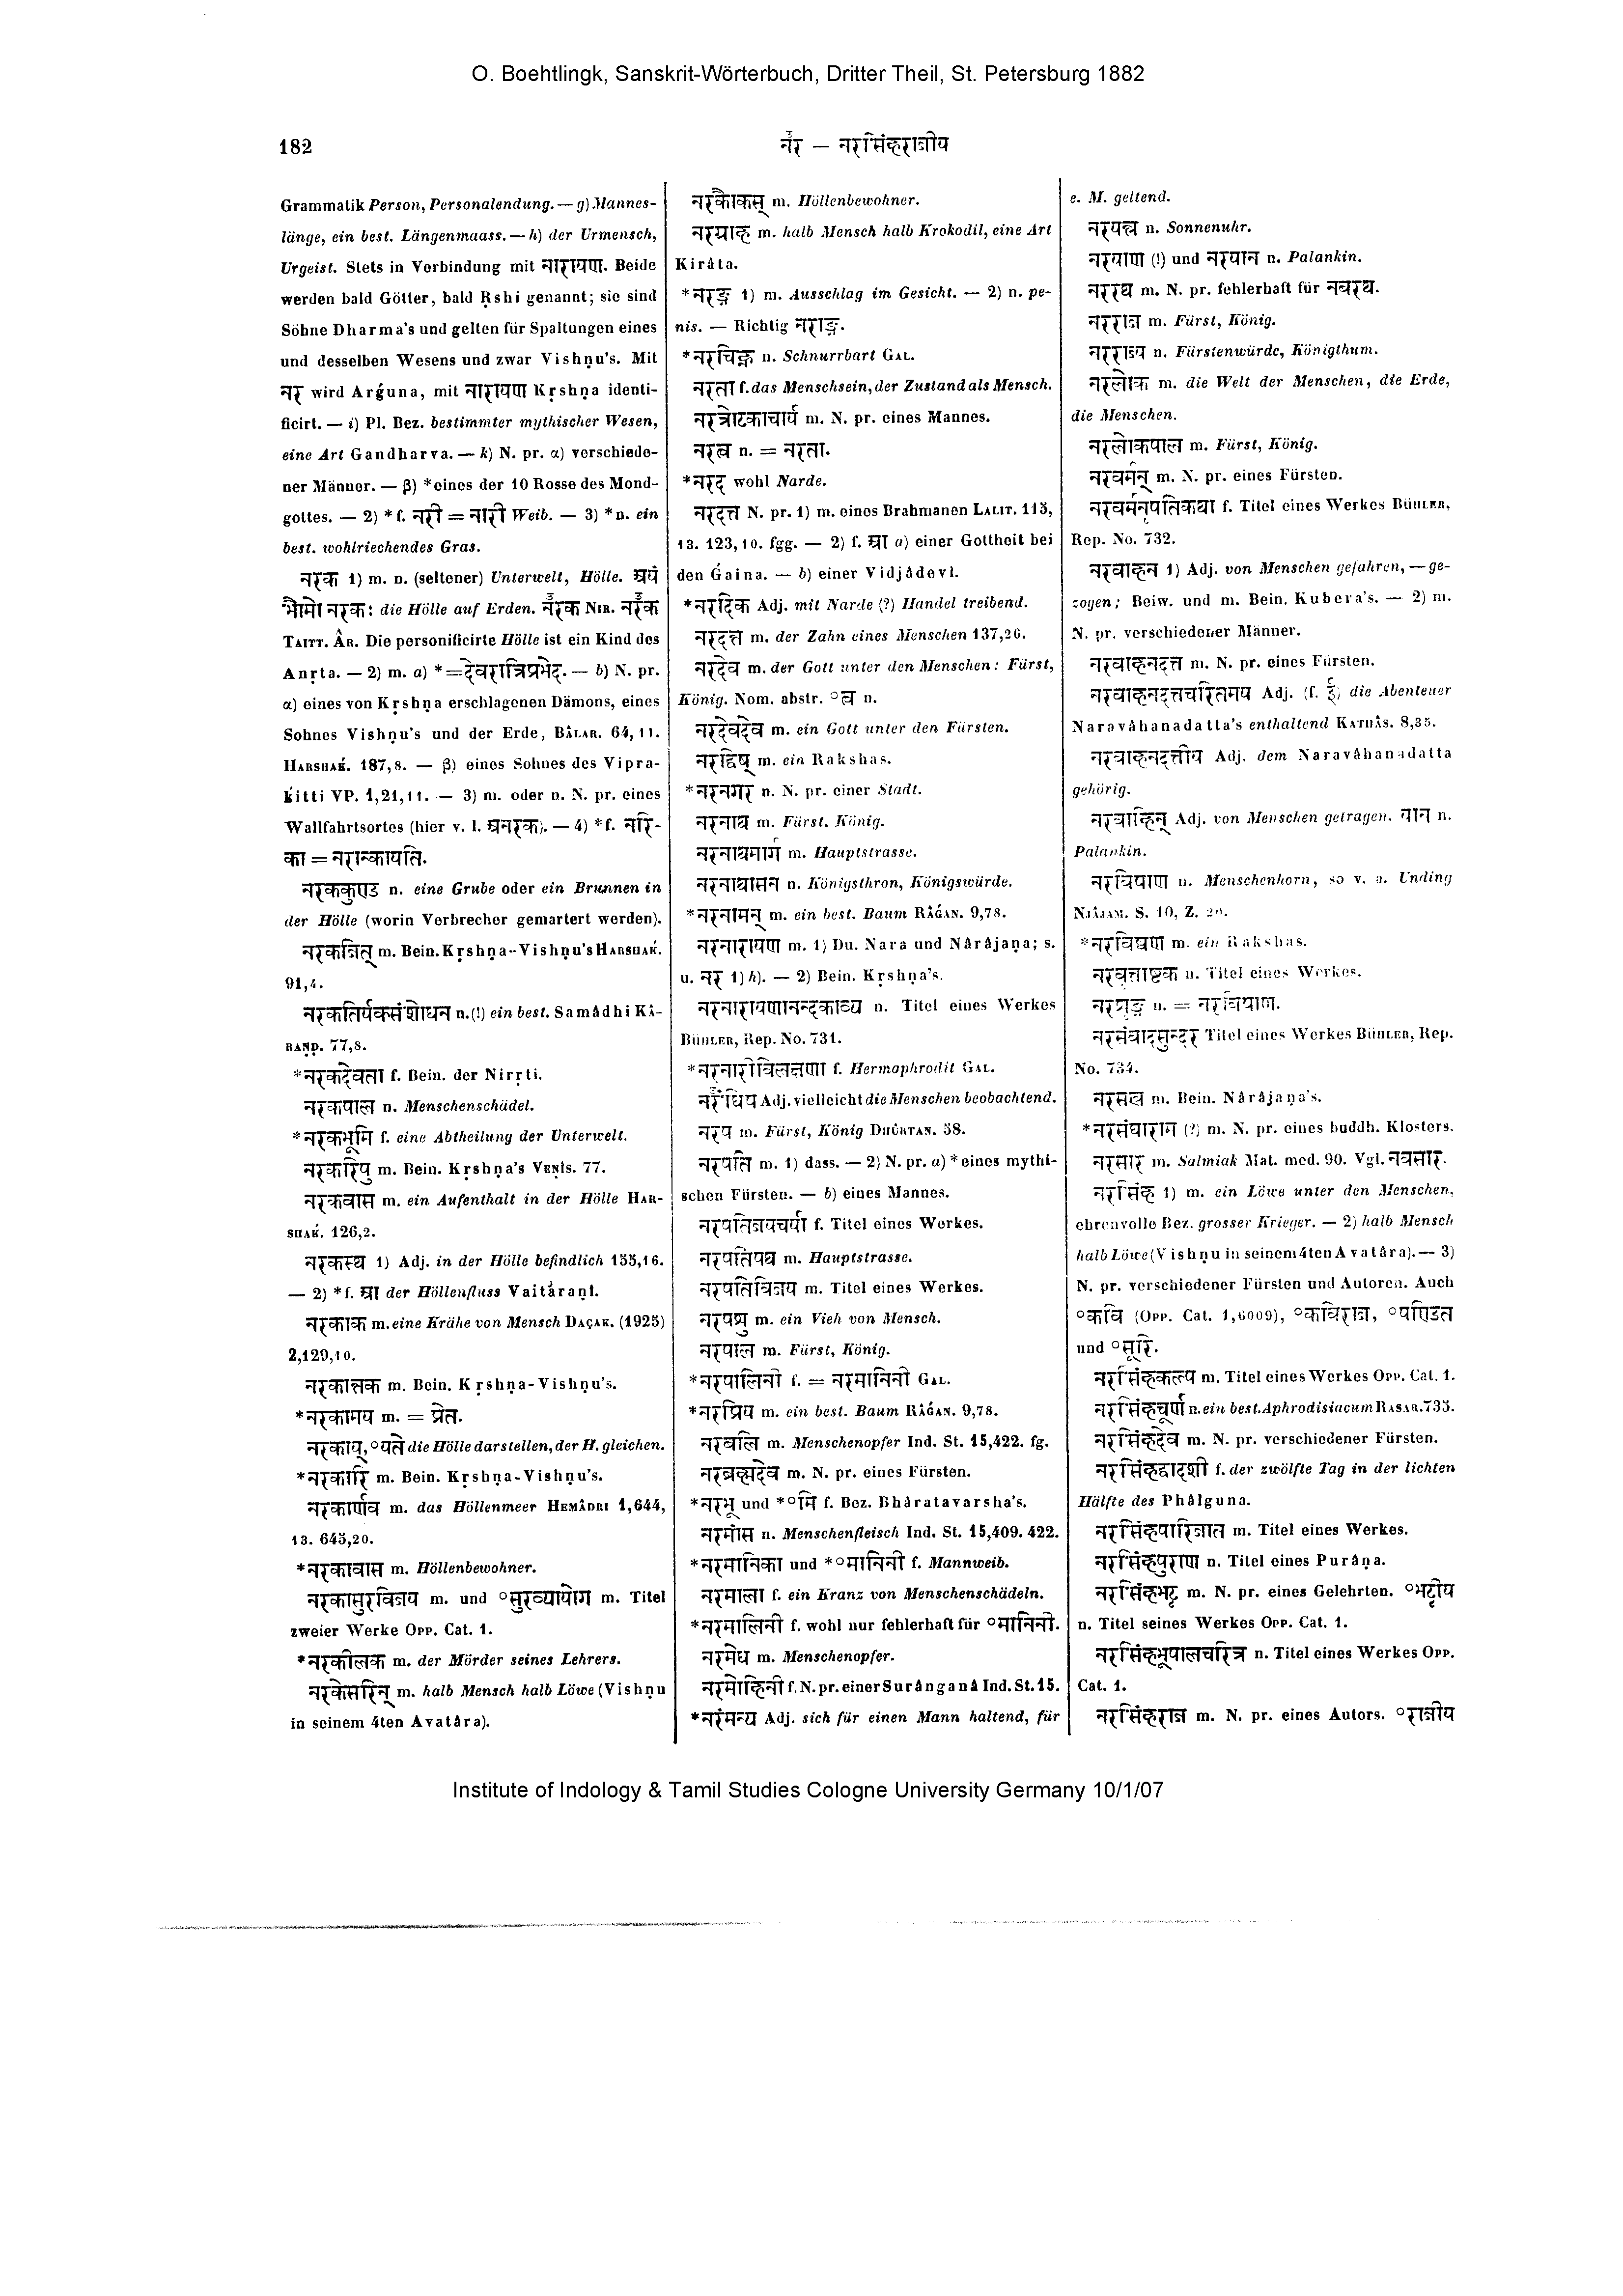 O. Boehtlingk, Sanskrit-Wörterbuch, Dritter Theil, St. Petersburg 1882
182
नॅर — नरसिंहराजीय
Grammatik Person, Personalendung. — g) Mannes-
länge, ein best. Längenmaass. — h) der Urmensch,
Urgeist. Stets in Verbindung mit नारायण. Beide
werden bald Götter, bald Ṛshi genannt; sie sind
Söhne Dharma's und gelten für Spaltungen eines
und desselben Wesens und zwar Vishṇu's. Mit
नर wird Arǵuna, mit नारायण Kṛshṇa identi-
ficirt. — i) Pl. Bez. bestimmter mythischer Wesen,
eine Art Gandharva. — k) N. pr. α) verschiede-
ner Männer. — β) *eines der 10 Rosse des Mond-
gottes. — 2) *f. नरी = नारी Weib. — 3) *n. ein
best. wohlriechendes Gras.
नरक 1) m. n. (seltener) Unterwelt, Hölle. अयं
भौमो नरकः die Hölle auf Erden. नॅरक Nir. नरॅक
Taitt. Âr. Die personificirte Hölle ist ein Kind des
Anṛta. — 2) m. a) *=देवरात्रिप्रभेद. — b) N. pr.
α) eines von Kṛshṇa erschlagenen Dämons, eines
Sohnes Vishṇu's und der Erde, Bâlar. 64,11.
Harshaḱ. 187,8. — β) eines Sohnes des Vipra-
ḱitti VP. 1,21,11. — 3) m. oder n. N. pr. eines
Wallfahrtsortes (hier v. l. अनरक). — 4) *f. नरि-
का = नरान्कायति.
नरककुण्ड n. eine Grube oder ein Brunnen in
der Hölle (worin Verbrecher gemartert werden).
नरकजित् m. Bein. Kṛshṇa-Vishṇu's Harshaḱ.
91,4.
नरकतिर्यक्संशोधन n. (!) ein best. Samâdhi Kâ-
raṇḍ. 77,8.
*नरकदेवता f. Bein. der Nirṛti.
नरकपाल n. Menschenschädel.
*नरकभूमि f. eine Abtheilung der Unterwelt.
नरकरिपु m. Bein. Kṛshṇa's Veṇîs. 77.
नरकवास m. ein Aufenthalt in der Hölle Har-
shaḱ. 126,2.
नरकस्थ 1) Adj. in der Hölle befindlich 155,16.
— 2) *f. आ der Höllenfluss Vaitâraṇî.
नरकाक m. eine Krähe von Mensch Daçak. (1925)
2,129,10.
नरकान्तक m. Bein. Kṛshṇa-Vishṇu's.
*नरकामय m. = प्रेत.
नरकाय्, °यते die Hölle darstellen, der H. gleichen.
*नरकारि m. Bein. Kṛshṇa-Vishṇu's.
नरकार्णव m. das Höllenmeer Hemâdri 1,644,
13. 645,20.
*नरकावास m. Höllenbewohner.
नरकासुरविजय m. und °सुरव्यायोग m. Titel
zweier Werke Opp. Cat. 1.
*नरकीलक m. der Mörder seines Lehrers.
नरकेसरिन् m. halb Mensch halb Löwe (Vishṇu
in seinem 4ten Avatâra).
नरकौकस् m. Höllenbewohner.
नरग्राह m. halb Mensch halb Krokodil, eine Art
Kirâta.
*नरङ्ग 1) m. Ausschlag im Gesicht. — 2) n. pe-
nis. — Richtig नराङ्ग.
*नरचिह्न n. Schnurrbart Gal.
नरता f. das Menschsein, der Zustand als Mensch.
नरत्रोटकाचार्य m. N. pr. eines Mannes.
नरत्व n. = नरता.
*नरद wohl Narde.
नरदत्त N. pr. 1) m. eines Brahmanen Lalit. 113,
13. 123,10. fgg. — 2) f. आ a) einer Gottheit bei
den Ǵaina. — b) einer Vidjâdevî.
*नरदिक Adj. mit Narde (?) Handel treibend.
नरदन्त m. der Zahn eines Menschen 137,26.
नरदेव m. der Gott unter den Menschen: Fürst,
König. Nom. abstr. °त्व n.
नरदेवदेव m. ein Gott unter den Fürsten.
नरद्विष् m. ein Rakshas.
*नरनगर n. N. pr. einer Stadt.
नरनाथ m. Fürst, König.
नरनाथमार्ग m. Hauptstrasse.
नरनाथासन n. Königsthron, Königswürde.
*नरनामन् m. ein best. Baum Râǵan. 9,78.
नरनारायण m. 1) Du. Nara und Nârâjaṇa; s.
u. नर 1) h). — 2) Bein. Kṛshṇa's.
नरनारायणानन्दकाव्य n. Titel eines Werkes
Bühler, Rep. No. 731.
*नरनारीविलक्षणा f. Hermophrodit Gal.
नरंधिष Adj. vielleicht die Menschen beobachtend.
नरप m. Fürst, König Dhûrtan. 58.
नरपति m. 1) dass. — 2) N. pr. a) *eines mythi-
schen Fürsten. — b) eines Mannes.
नरपतिजयचर्या f. Titel eines Werkes.
नरपतिपथ m. Hauptstrasse.
नरपतिविजय m. Titel eines Werkes.
नरपशु m. ein Vieh von Mensch.
नरपाल m. Fürst, König.
*नरपालिनी f. = नरमानिनी Gal.
*नरप्रिय m. ein best. Baum Râǵan. 9,78.
नरबलि m. Menschenopfer Ind. St. 15,422. fg.
नरब्रह्मदेव m. N. pr. eines Fürsten.
*नरभू und *°मि f. Bez. Bhâratavarsha's.
नरमांस n. Menschenfleisch Ind. St. 15,409. 422.
*नरमानिका und *°मानिनी f. Mannweib.
नरमाला f. ein Kranz von Menschenschädeln.
*नरमालिनी f. wohl nur fehlerhaft für °मानिनी.
नरमेध m. Menschenopfer.
नरमोहिनी f. N. pr. einer Surânganâ Ind. St. 15.
*नरंमन्य Adj. sich für einen Mann haltend, für
e. M. geltend.
नरयन्त्र n. Sonnenuhr.
नरयाण (!) und नरयान n. Palankin.
नररथ m. N. pr. fehlerhaft für नवरथ.
नरराज m. Fürst, König.
नरराज्य n. Fürstenwürde, Königthum.
नरलोक m. die Welt der Menschen, die Erde,
die Menschen.
नरलोकपाल m. Fürst, König.
नरवर्मन् m. N. pr. eines Fürsten.
नरवर्मनृपतिकथा f. Titel eines Werkes Bühler,
Rep. No. 732.
नरवाहन 1) Adj. von Menschen gefahren, — ge-
zogen; Beiw. und m. Bein. Kubera's. — 2) m.
N. pr. verschiedener Männer.
नरवाहनदत्त m. N. pr. eines Fürsten.
नरवाहनदत्तचरितमय Adj. (f. ई) die Abenteuer
Naravâhanadatta's enthaltend Kathâs. 8,35.
नरवाहनदत्तीय Adj. dem Naravâhanadatta
gehörig.
नरवाहिन् Adj. von Menschen getragen. यान n.
Palankin.
नरविषाण n. Menschenhorn, so v. a. Unding
Njâjam. S. 10, Z. 20.
*नरविष्वण m. ein Rakshas.
नरवृत्ताष्टक n. Titel eines Werkes.
नरशृङ्ग n. = नरविषाण.
नरसंवादसुन्दर Titel eines Werkes Bühler, Rep.
No. 734.
नरसख m. Bein. Nârâjaṇa's.
*नरसंघाराम (?) m. N. pr. eines buddh. Klosters.
नरसार m. Salmiak Mat. med. 90. Vgl. नवसार.
नरसिंह 1) m. ein Löwe unter den Menschen,
ehrenvolle Bez. grosser Krieger. — 2) halb Mensch
halb Löwe (Vishṇu in seinem 4ten Avatâra). — 3)
N. pr. verschiedener Fürsten und Autoren. Auch
°कवि (Opp. Cat. 1,6009), °कविराज, °पण्डित
und °सूरि.
नरसिंहकल्प m. Titel eines Werkes Opp. Cat. 1.
नरसिंहचूर्ण n. ein best. Aphrodisiacum Rasar. 735.
नरसिंहदेव m. N. pr. verschiedener Fürsten.
नरसिंहद्वादशी f. der zwölfte Tag in der lichten
Hälfte des Phâlguna.
नरसिंहपारिजात m. Titel eines Werkes.
नरसिंहपुराण n. Titel eines Purâṇa.
नरसिंहभट्ट m. N. pr. eines Gelehrten. °भट्टीय
n. Titel seines Werkes Opp. Cat. 1.
नरसिंहभूपालचरित्र n. Titel eines Werkes Opp.
Cat. 1.
नरसिंहराज m. N. pr. eines Autors. °राजीय
Institute of Indology & Tamil Studies Cologne University Germany 10/1/07